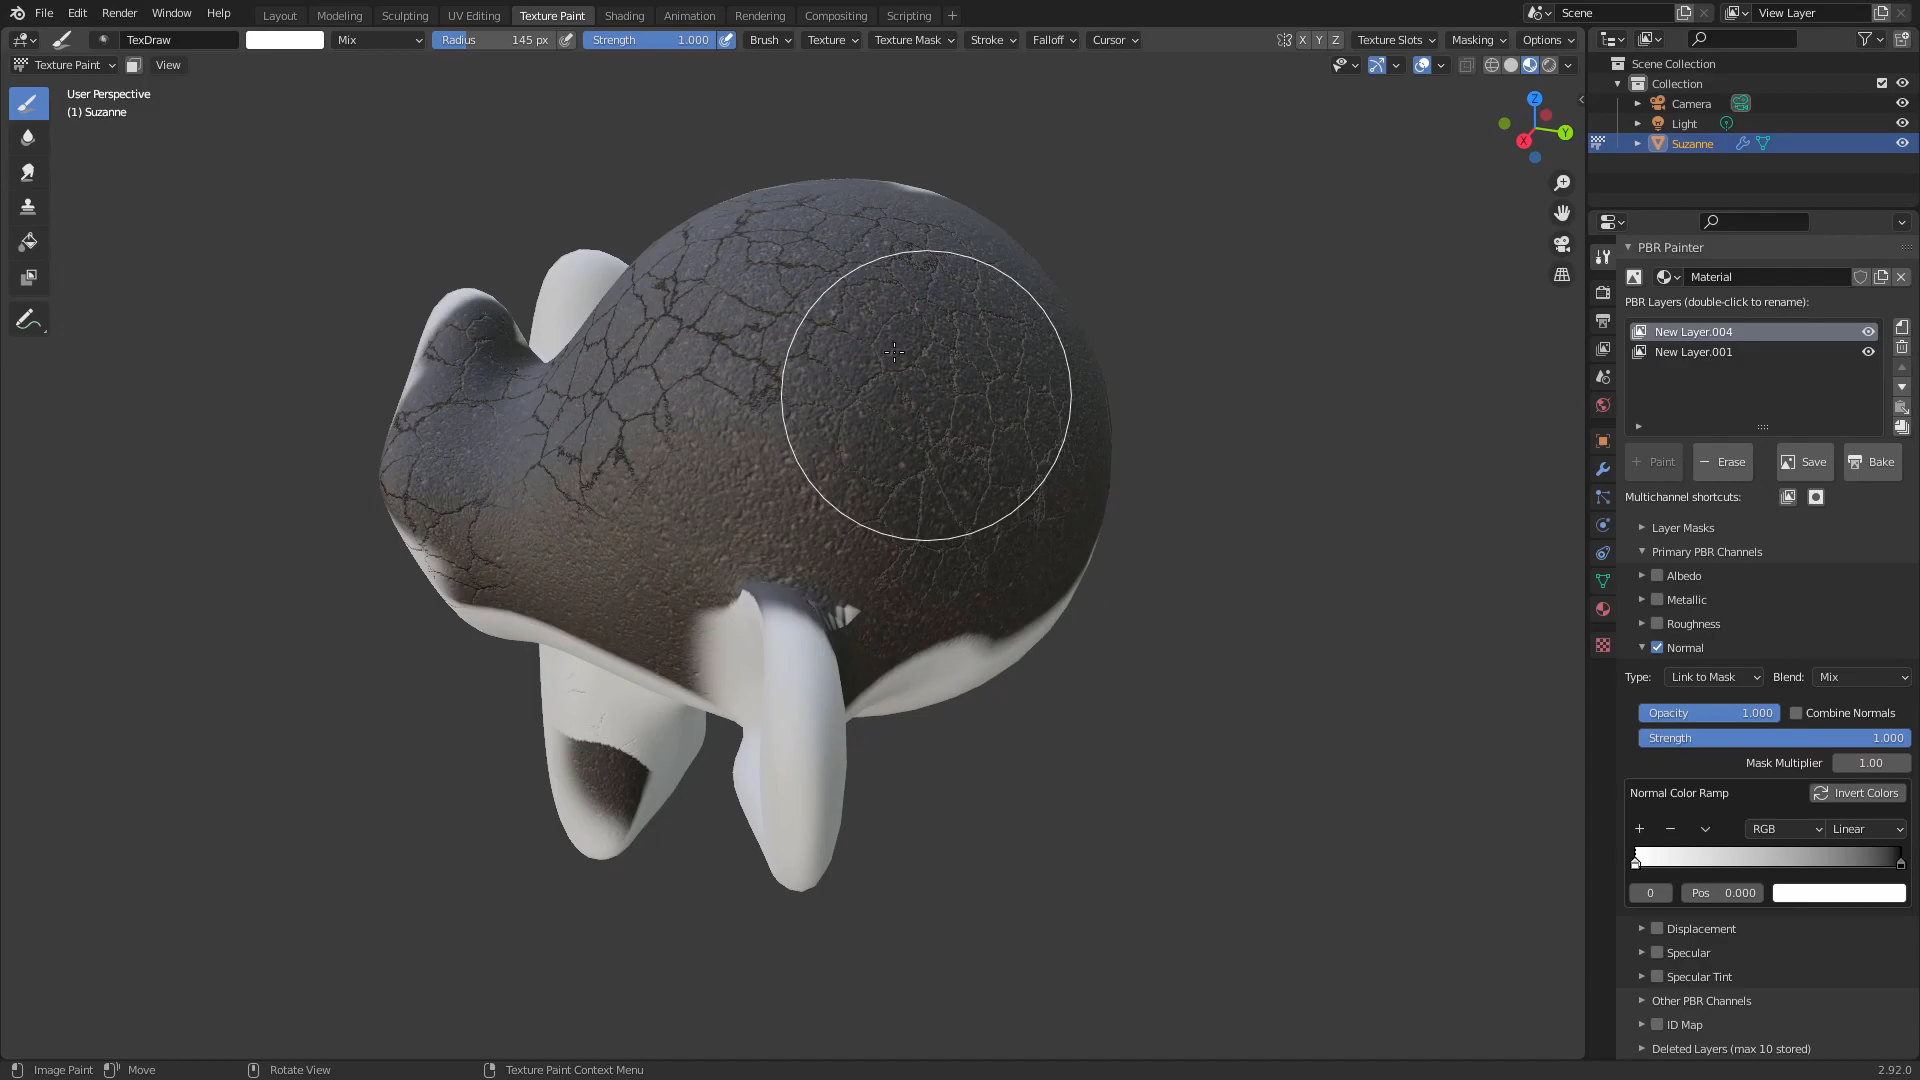 File Edit Render Window Help Layout Modeling Sculpting UV Editing Texture Paint Shading Animation Rendering Compositing Scripting + Scene View Layer
TexDraw Mix Radius 145 px Strength 1.000 Brush Texture Texture Mask Stroke Falloff Cursor X Y Z Texture Slots Masking Options
Texture Paint View
User Perspective
(1) Suzanne
Z
Y
X
Scene Collection
Collection
Camera
Light
Suzanne
PBR Painter
Material
PBR Layers (double-click to rename):
New Layer.004
New Layer.001
+ Paint − Erase Save Bake
Multichannel shortcuts:
Layer Masks
Primary PBR Channels
Albedo
Metallic
Roughness
Normal
Type: Link to Mask Blend: Mix
Opacity 1.000 Combine Normals
Strength 1.000
Mask Multiplier 1.00
Normal Color Ramp Invert Colors
+ − RGB Linear
0 Pos 0.000
Displacement
Specular
Specular Tint
Other PBR Channels
ID Map
Deleted Layers (max 10 stored)
Image Paint Move Rotate View Texture Paint Context Menu 2.92.0